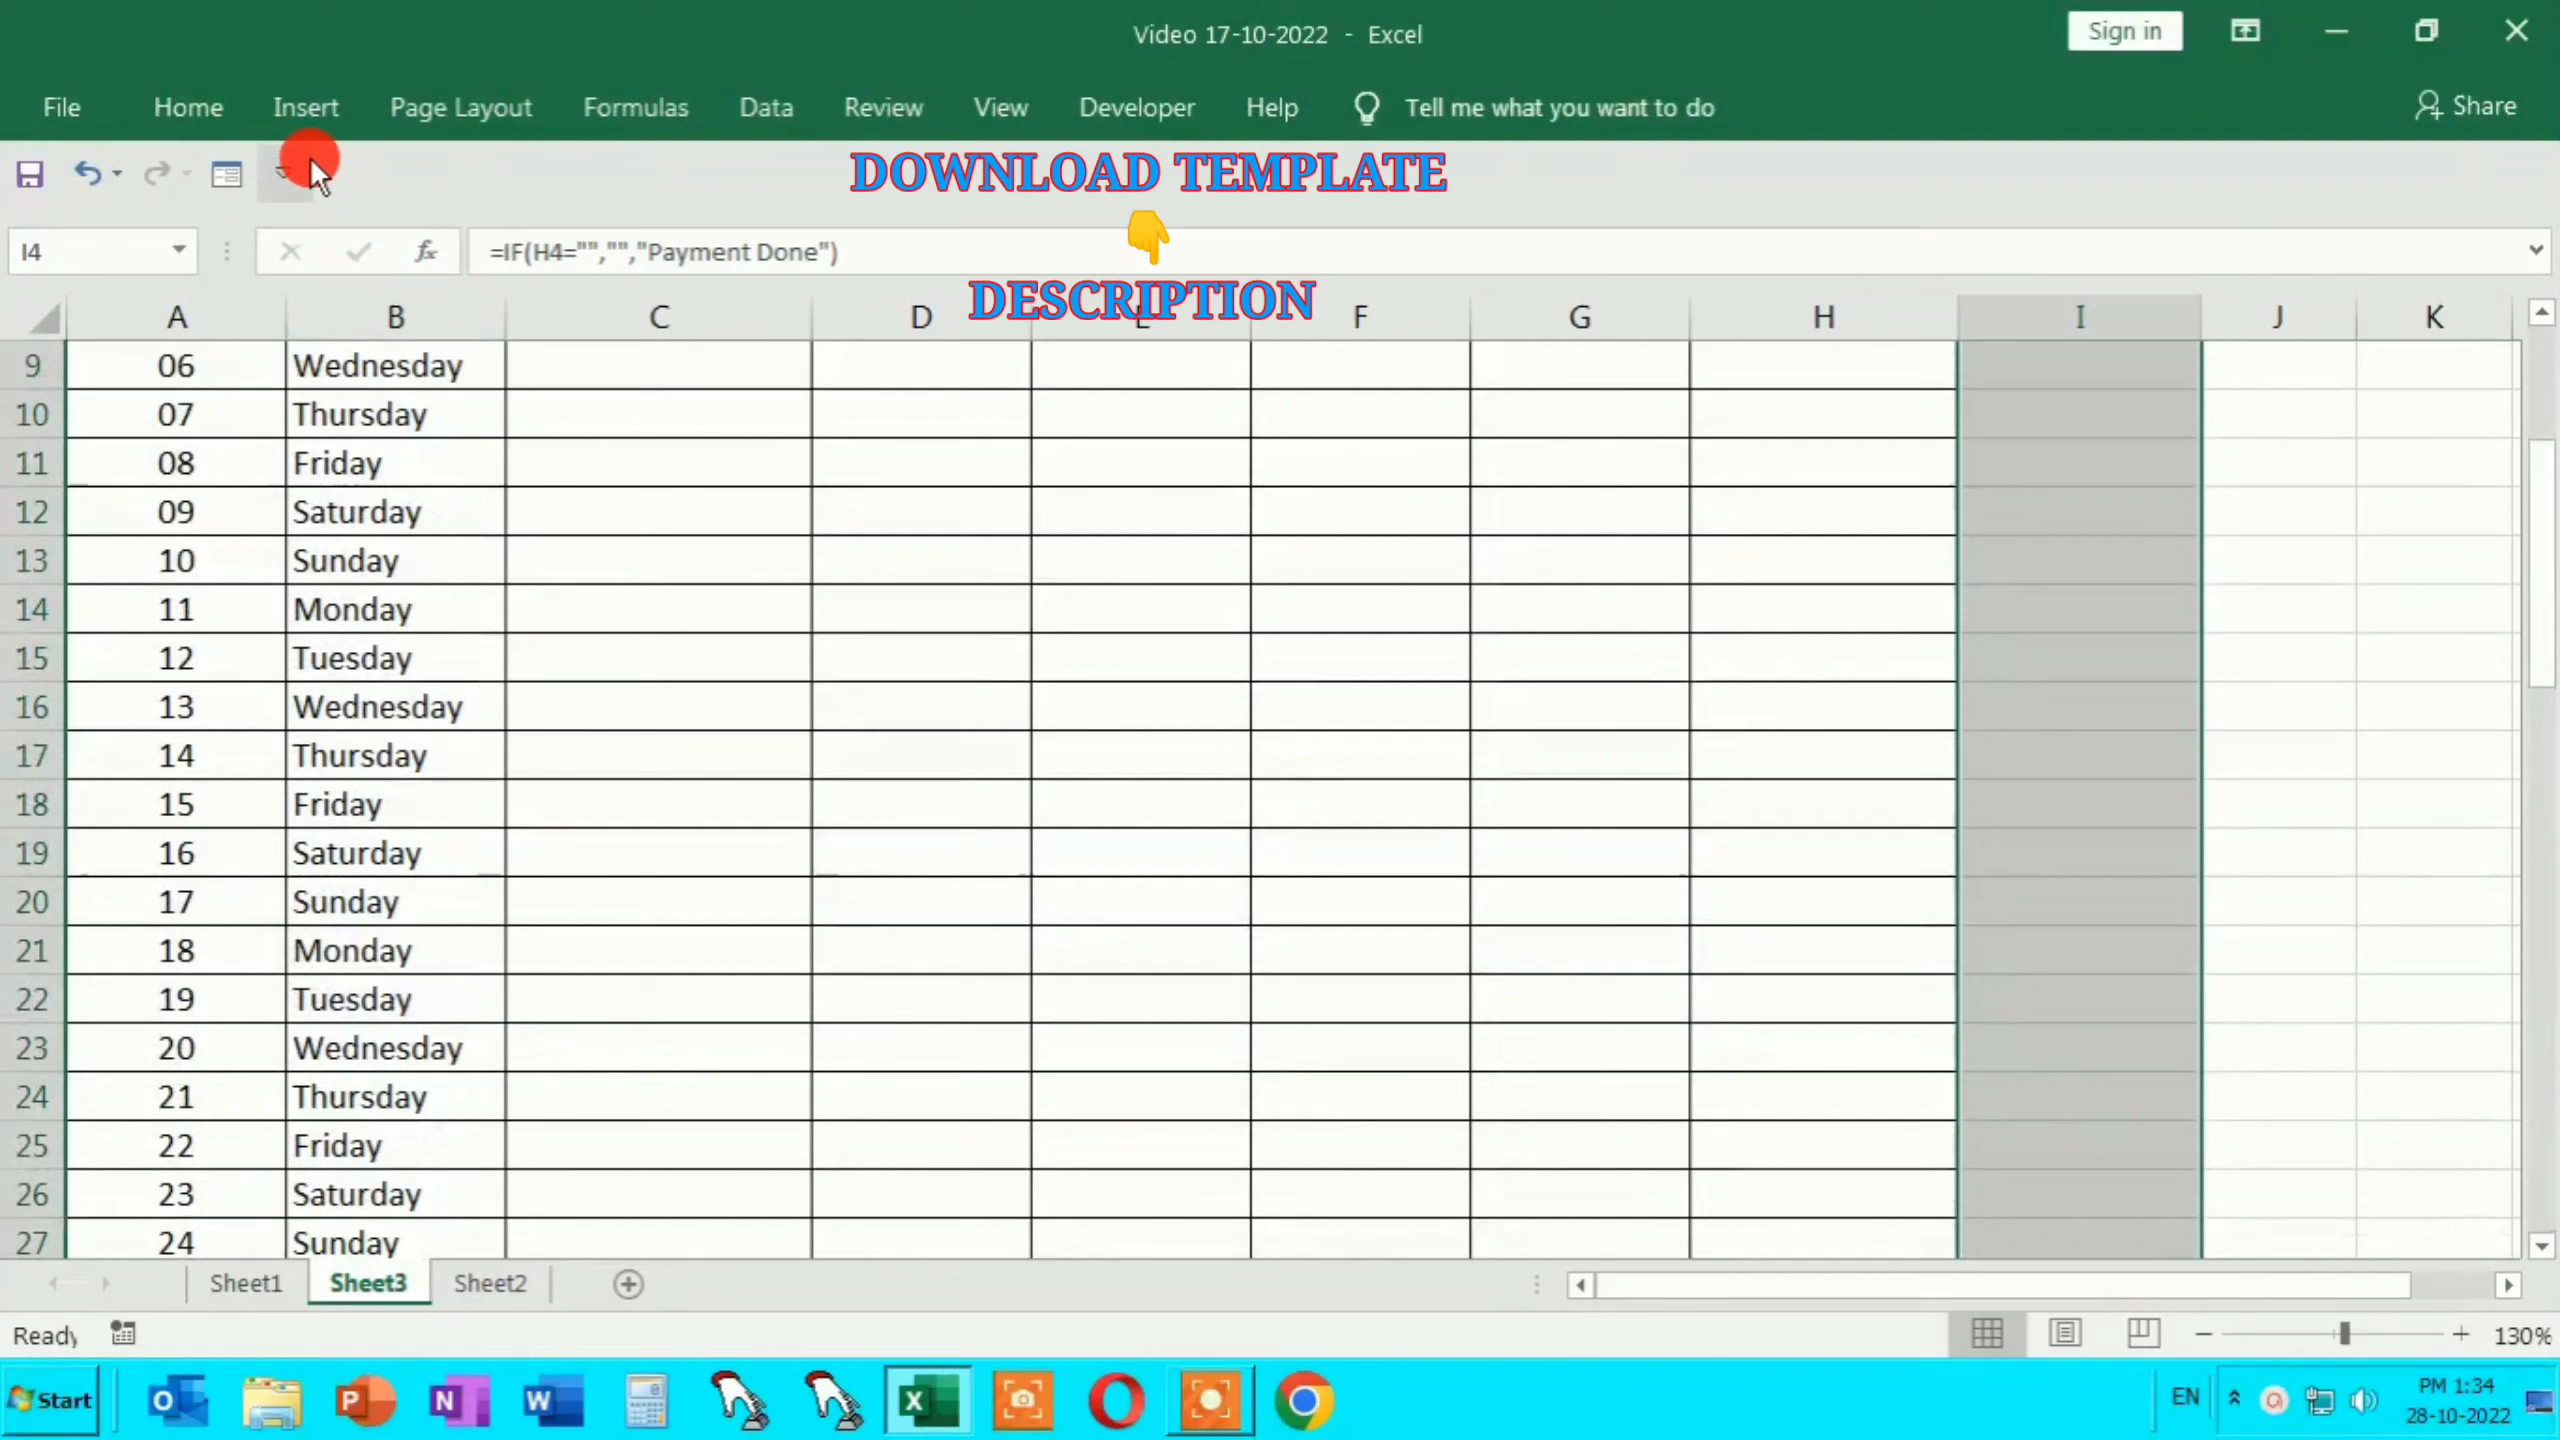 Video 17-10-2022 - Excel
Sign in
File Home Insert Page Layout Formulas Data Review View Developer Help Tell me what you want to do Share
DOWNLOAD TEMPLATE
I4 fx =IF(H4="","","Payment Done")
DESCRIPTION
A B C D E F G H I J K
9 06 Wednesday
10 07 Thursday
11 08 Friday
12 09 Saturday
13 10 Sunday
14 11 Monday
15 12 Tuesday
16 13 Wednesday
17 14 Thursday
18 15 Friday
19 16 Saturday
20 17 Sunday
21 18 Monday
22 19 Tuesday
23 20 Wednesday
24 21 Thursday
25 22 Friday
26 23 Saturday
27 24 Sunday
Sheet1 Sheet3 Sheet2
Ready 130%
Start EN PM 1:34
28-10-2022